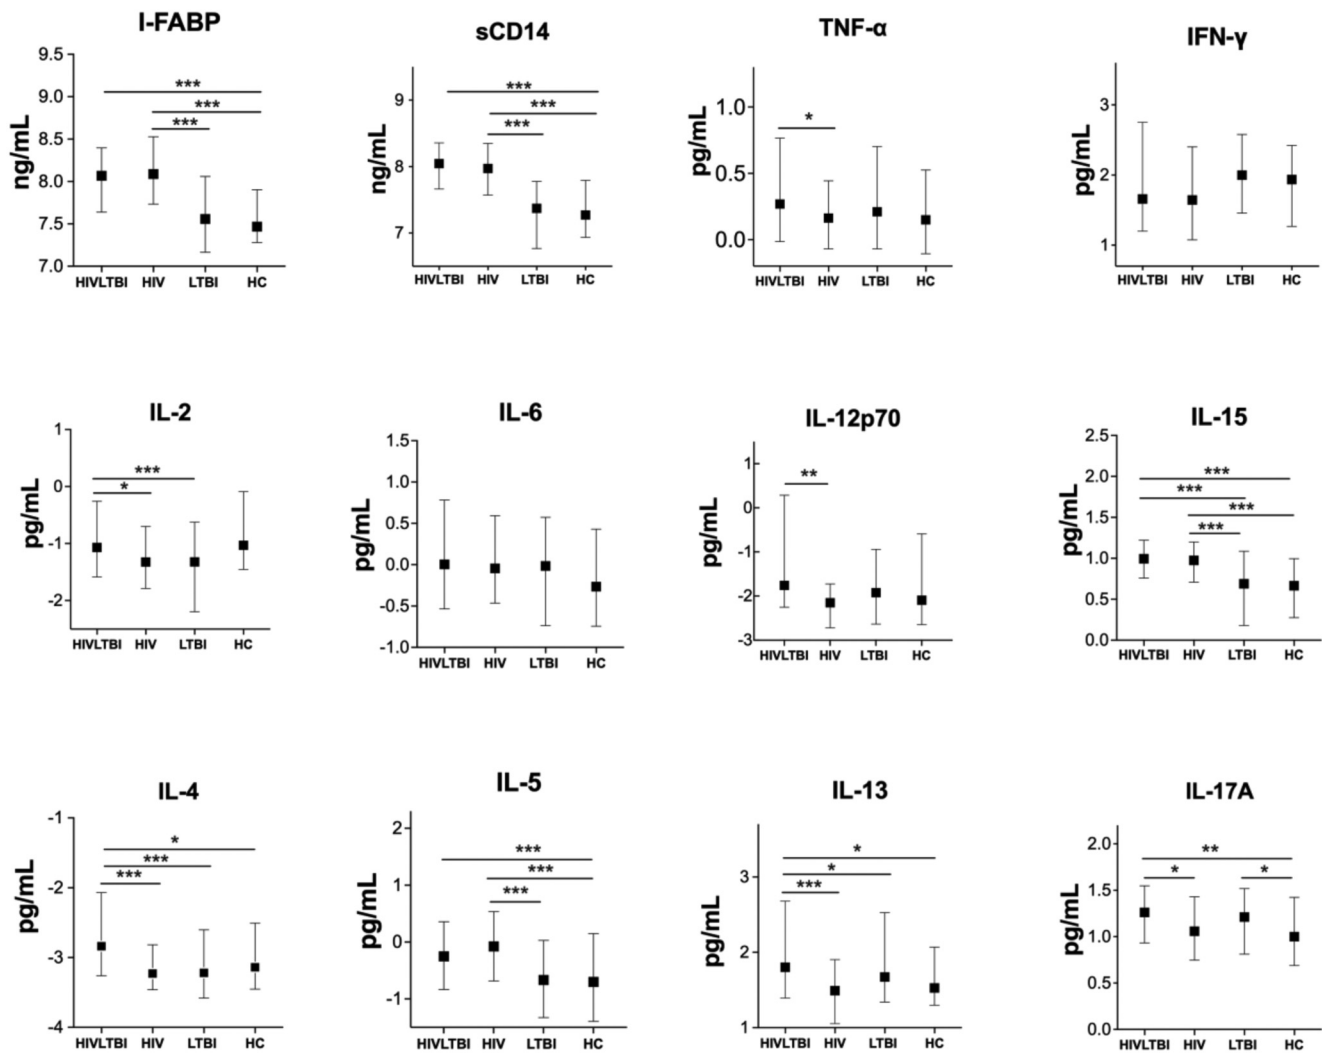 I-FABP
ng/mL
9.5
9.0
8.5
8.0
7.5
7.0
***
***
***
HIVLTBI HIV LTBI HC
sCD14
ng/mL
9
8
7
***
***
***
HIVLTBI HIV LTBI HC
TNF-α
pg/mL
1.0
0.5
0.0
*
HIVLTBI HIV LTBI HC
IFN-γ
pg/mL
3
2
1
HIVLTBI HIV LTBI HC
IL-2
pg/mL
1
0
-1
-2
***
*
HIVLTBI HIV LTBI HC
IL-6
pg/mL
1.5
1.0
0.5
0.0
-0.5
-1.0
HIVLTBI HIV LTBI HC
IL-12p70
pg/mL
1
0
-1
-2
-3
**
HIVLTBI HIV LTBI HC
IL-15
pg/mL
2.5
2.0
1.5
1.0
0.5
0.0
***
***
***
***
HIVLTBI HIV LTBI HC
IL-4
pg/mL
-1
-2
-3
-4
*
***
***
HIVLTBI HIV LTBI HC
IL-5
pg/mL
2
1
0
-1
***
***
***
HIVLTBI HIV LTBI HC
IL-13
pg/mL
3
2
1
*
*
***
HIVLTBI HIV LTBI HC
IL-17A
pg/mL
2.0
1.5
1.0
0.5
0.0
**
*
*
HIVLTBI HIV LTBI HC